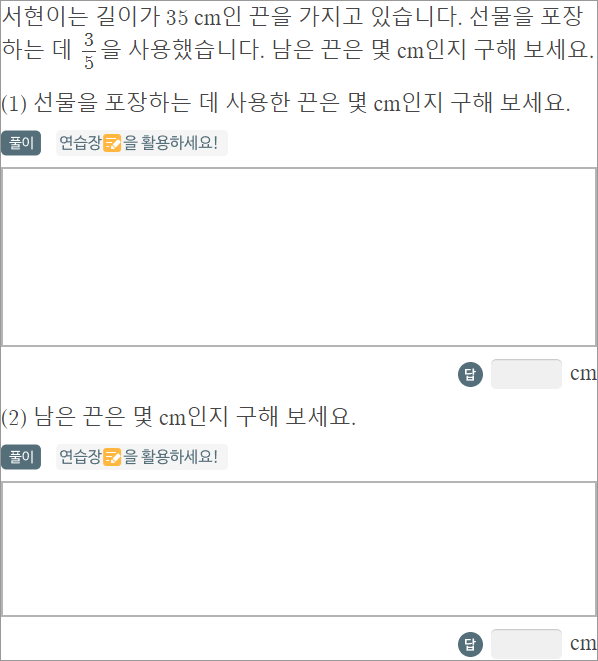 서현이는 길이가 35 cm인 끈을 가지고 있습니다. 선물을 포장
하는 데 3/5을 사용했습니다. 남은 끈은 몇 cm인지 구해 보세요.
(1) 선물을 포장하는 데 사용한 끈은 몇 cm인지 구해 보세요.
풀이 연습장을 활용하세요!
답 cm
(2) 남은 끈은 몇 cm인지 구해 보세요.
풀이 연습장을 활용하세요!
답 cm